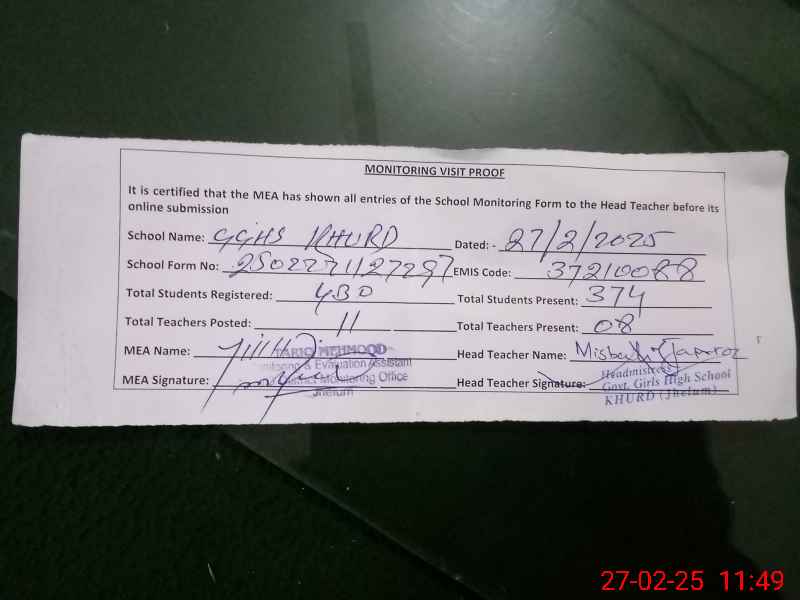 MONITORING VISIT PROOF
It is certified that the MEA has shown all entries of the School Monitoring Form to the Head Teacher before its
online submission
School Name: GGHS KHURD Dated: - 27/2/2025
School Form No: EMIS Code: 37210088
Total Students Registered: 430 Total Students Present: 374
Total Teachers Posted: 11 Total Teachers Present: 08
MEA Name: TARIQ MEHMOOD Head Teacher Name: Misbah
Monitoring & Evaluation Assistant
MEA Signature: District Monitoring Office Head Teacher Signature:
Jhelum
Headmistress
Govt. Girls High School
KHURD (Jhelum)
27-02-25 11:49